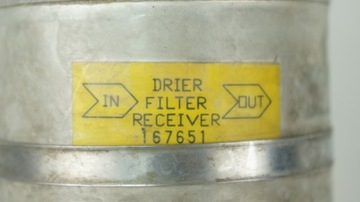 DRIER
IN FILTER OUT
RECEIVER
167651